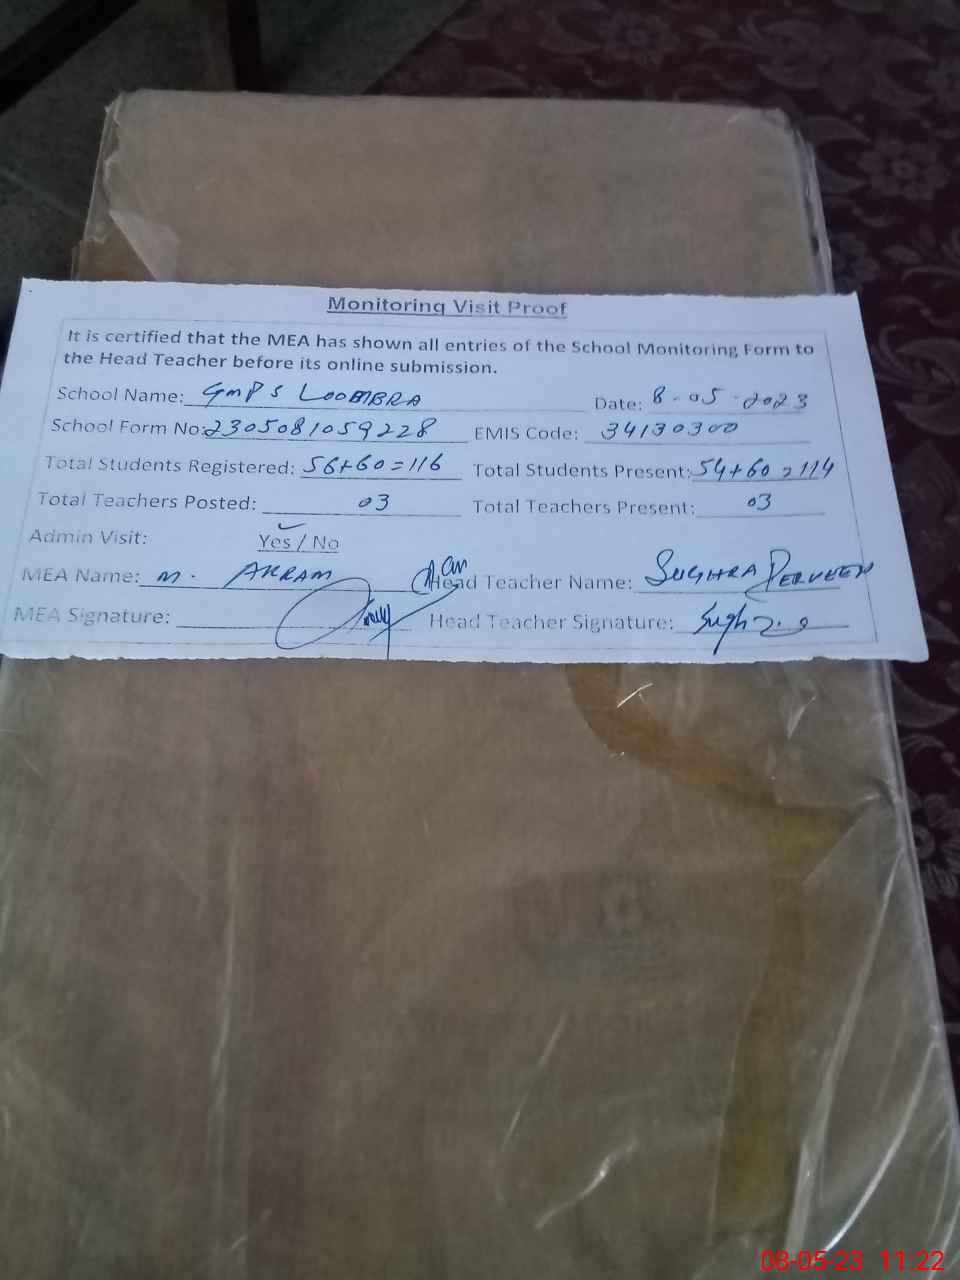 Monitoring Visit Proof
It is certified that the MEA has shown all entries of the School Monitoring Form to
the Head Teacher before its online submission.
School Name: GMPS LOOMBRA Date: 8-05-2023
School Form No: 2305081059228 EMIS Code: 34130300
Total Students Registered: 56+60=116 Total Students Present: 54+60=114
Total Teachers Posted: 03 Total Teachers Present: 03
Admin Visit: Yes / No
MEA Name: M. AKRAM Head Teacher Name: SUGHRA PERVEEN
MEA Signature: Head Teacher Signature:
08-05-23 11:22